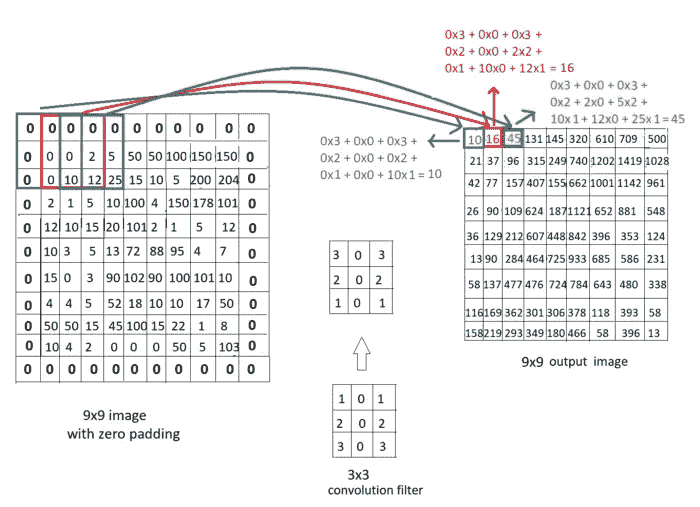 0x3 + 0x0 + 0x3 +
0x2 + 0x0 + 2x2 +
0x1 + 10x0 + 12x1 = 16
0x3 + 0x0 + 0x3 +
0x2 + 2x0 + 5x2 +
10x1 + 12x0 + 25x1 = 45
0x3 + 0x0 + 0x3 +
0x2 + 0x0 + 0x2 +
0x1 + 0x0 + 10x1 = 10
0 0 0 0 0 0 0 0 0 0 0
0 0 0 2 5 50 50 100 150 150 0
0 0 10 12 25 15 10 5 200 204 0
0 2 1 5 10 100 4 150 178 101 0
0 12 10 15 20 101 2 1 5 12 0
0 10 3 5 13 72 88 95 4 7 0
0 15 0 3 90 102 90 100 101 10 0
0 4 4 5 52 18 10 10 17 50 0
0 50 50 15 45 100 15 22 1 8 0
0 10 4 2 0 0 0 50 5 103 0
0 0 0 0 0 0 0 0 0 0 0
9x9 image
with zero padding
3 0 3
2 0 2
1 0 1
1 0 1
2 0 2
3 0 3
3x3
convolution filter
10 16 45 131 145 320 610 709 500
21 37 96 315 249 740 1202 1419 1028
42 77 157 407 155 662 1001 1142 961
26 90 109 624 187 1121 652 881 548
36 129 212 607 448 842 396 353 124
13 90 284 464 725 933 685 586 231
58 137 477 476 724 784 643 480 338
116 169 362 301 306 378 118 393 58
158 219 293 349 180 466 58 396 13
9x9 output image